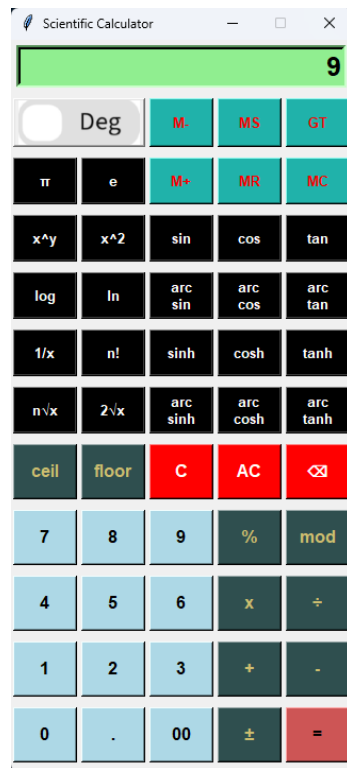 Scientific Calculator
9
Deg M- MS GT
π e M+ MR MC
x^y x^2 sin cos tan
log ln arc sin arc cos arc tan
1/x n! sinh cosh tanh
n√x 2√x arc sinh arc cosh arc tanh
ceil floor C AC ⌫
7 8 9 % mod
4 5 6 x ÷
1 2 3 + -
0 . 00 ± =